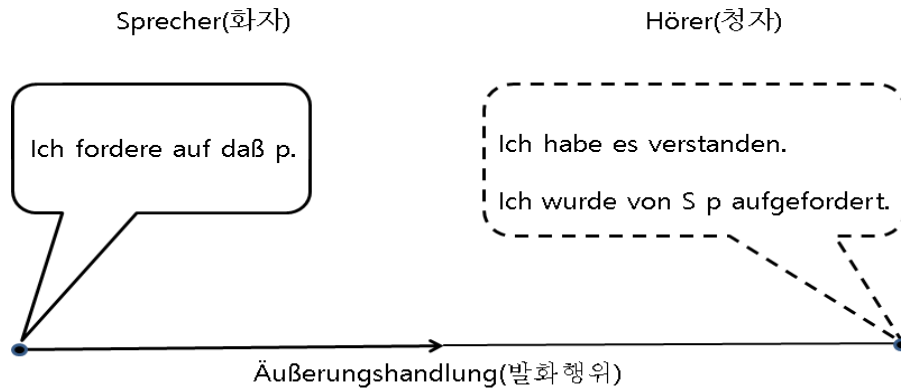 Sprecher(화자)
Hörer(청자)
Ich fordere auf daß p.
Ich habe es verstanden.
Ich wurde von S p aufgefordert.
Äußerungshandlung(발화행위)